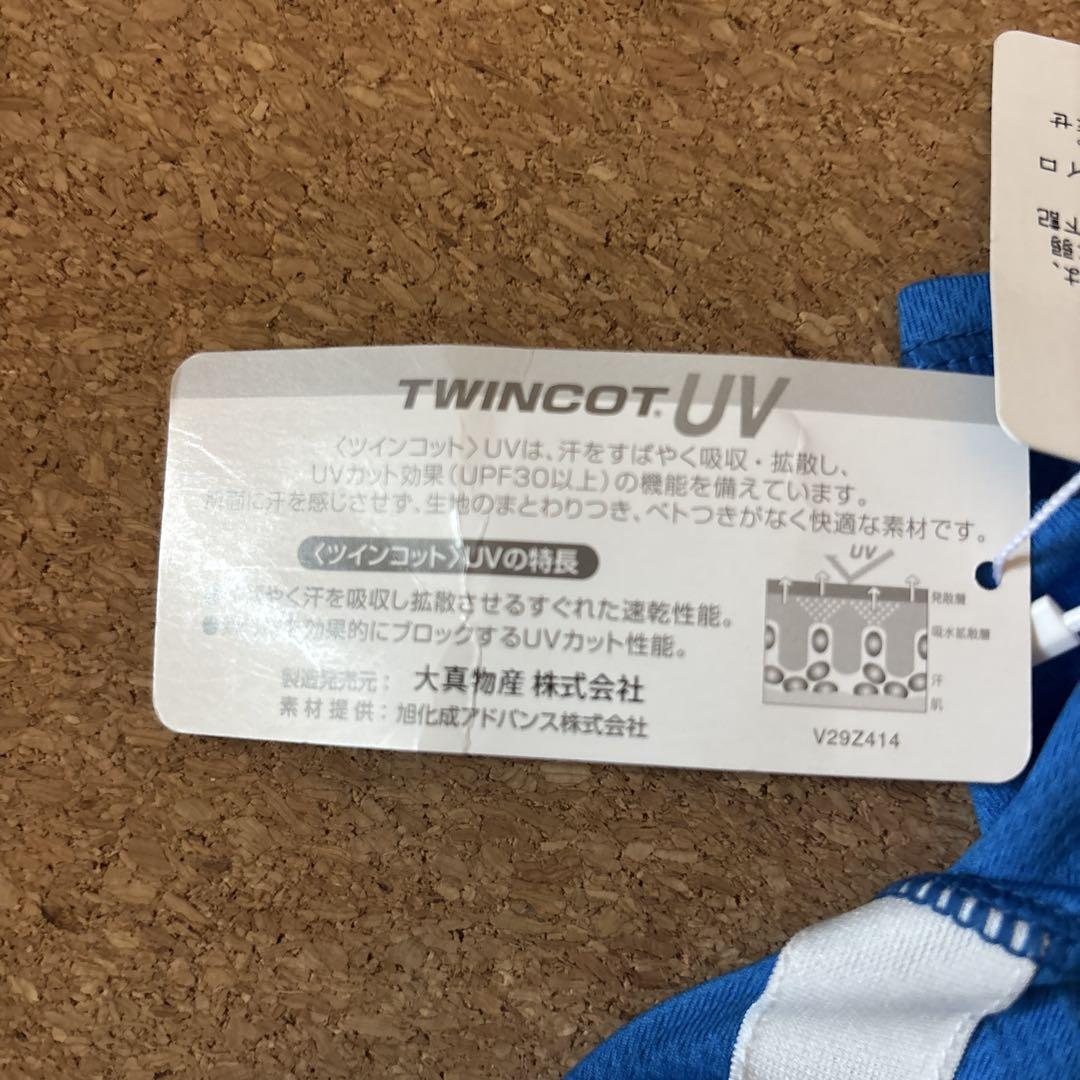 TWINCOT® UV
〈ツインコット〉UVは、汗をすばやく吸収・拡散し、
UVカット効果(UPF30以上)の機能を備えています。
に汗を感じさせず、生地のまとわりつき、ベトつきがなく快適な素材です。
〈ツインコット〉UVの特長
ばやく汗を吸収し拡散させるすぐれた速乾性能。
効果的にブロックするUVカット性能。
製造発売元: 大真物産 株式会社
素材提供:旭化成アドバンス株式会社
UV
発散層
吸水拡散層
汗
肌
V29Z414
せ
イロ
下記
は、